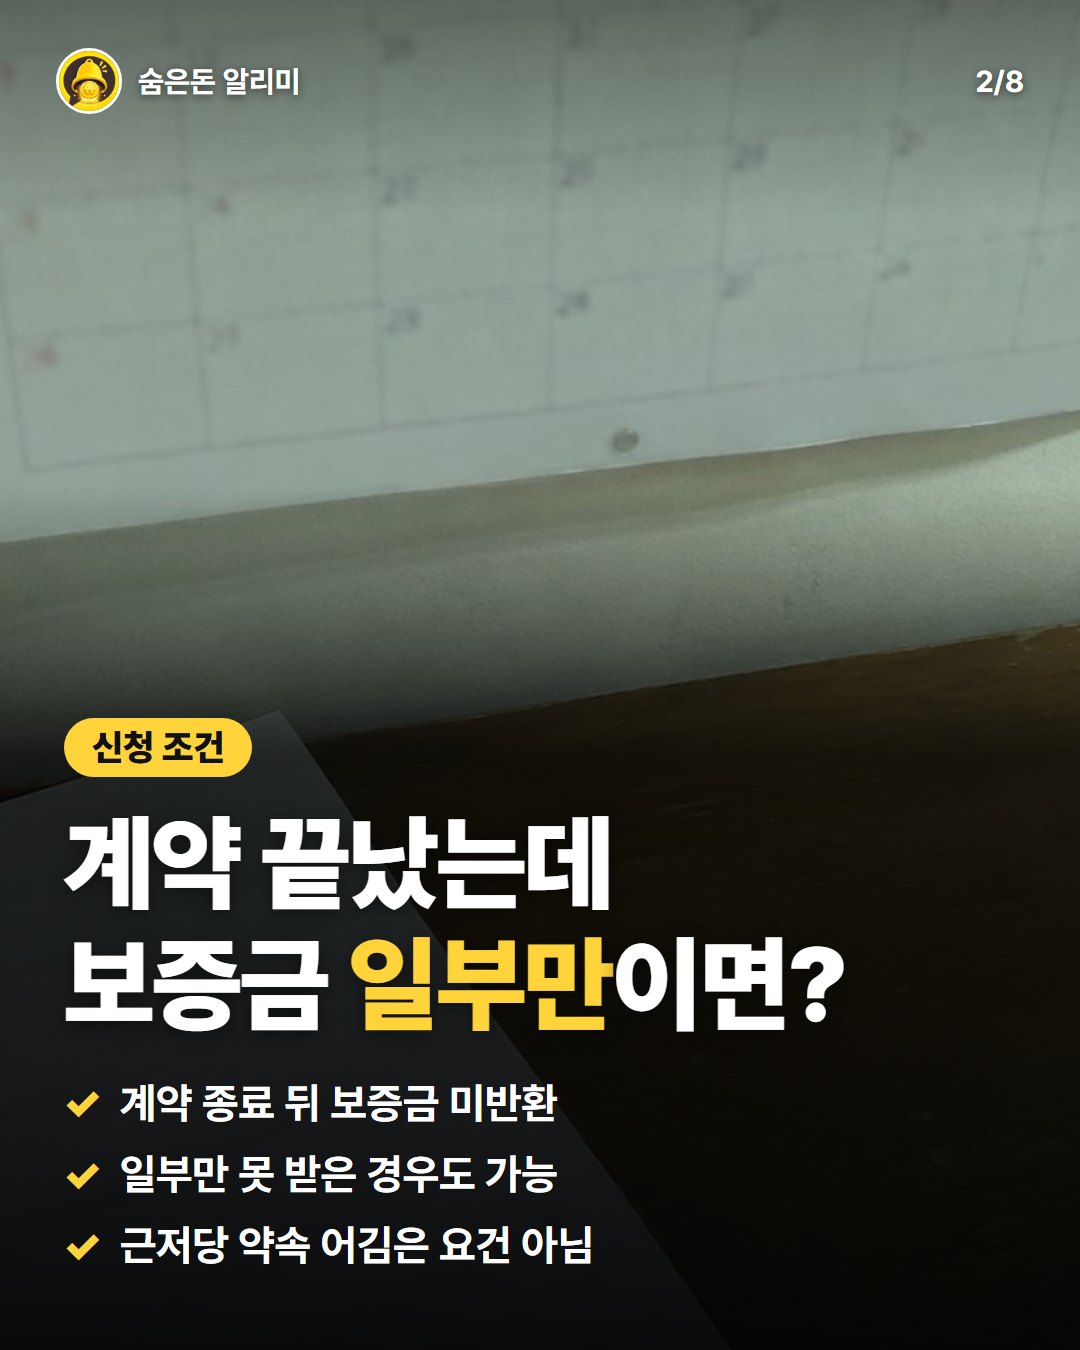 숨은돈 알리미
2/8
신청 조건
계약 끝났는데
보증금 일부만이면?
계약 종료 뒤 보증금 미반환
일부만 못 받은 경우도 가능
근저당 약속 어김은 요건 아님